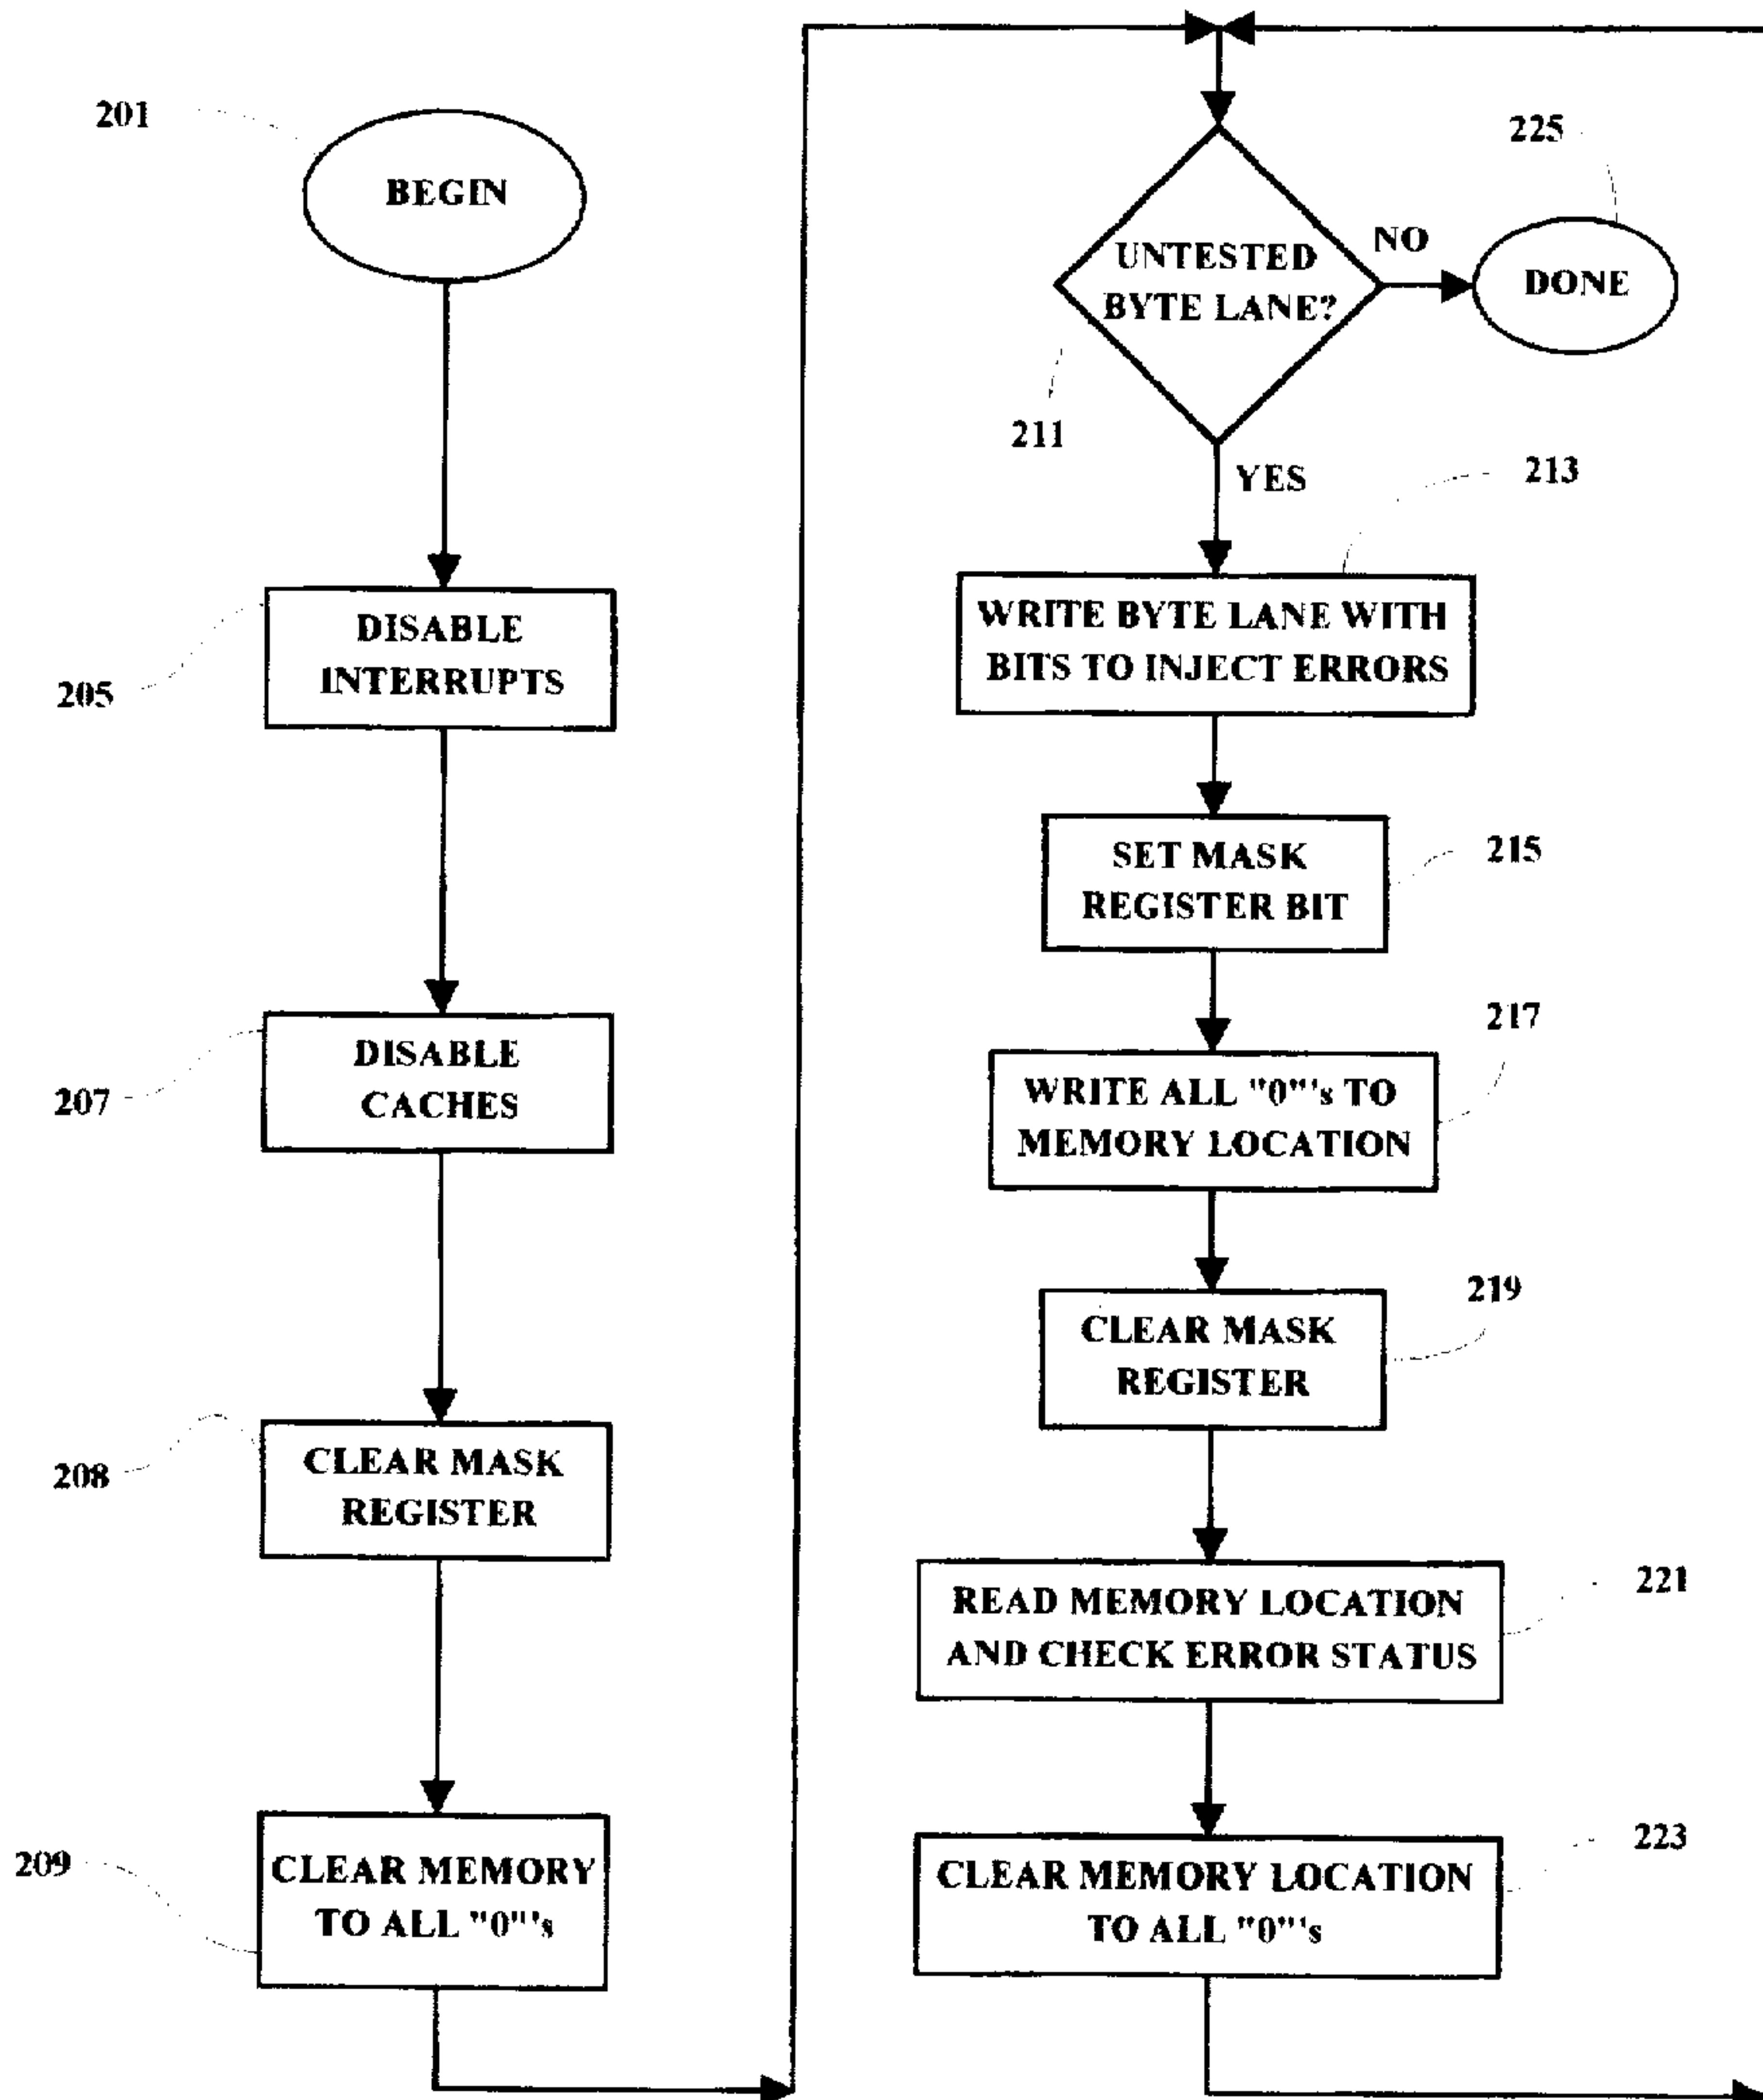 201
BEGIN
205
DISABLE
INTERRUPTS
207
DISABLE
CACHES
208
CLEAR MASK
REGISTER
209
CLEAR MEMORY
TO ALL "0"'s
UNTESTED
BYTE LANE?
211
NO
225
DONE
YES
213
WRITE BYTE LANE WITH
BITS TO INJECT ERRORS
SET MASK
REGISTER BIT
215
217
WRITE ALL "0"'s TO
MEMORY LOCATION
219
CLEAR MASK
REGISTER
221
READ MEMORY LOCATION
AND CHECK ERROR STATUS
223
CLEAR MEMORY LOCATION
TO ALL "0"'s